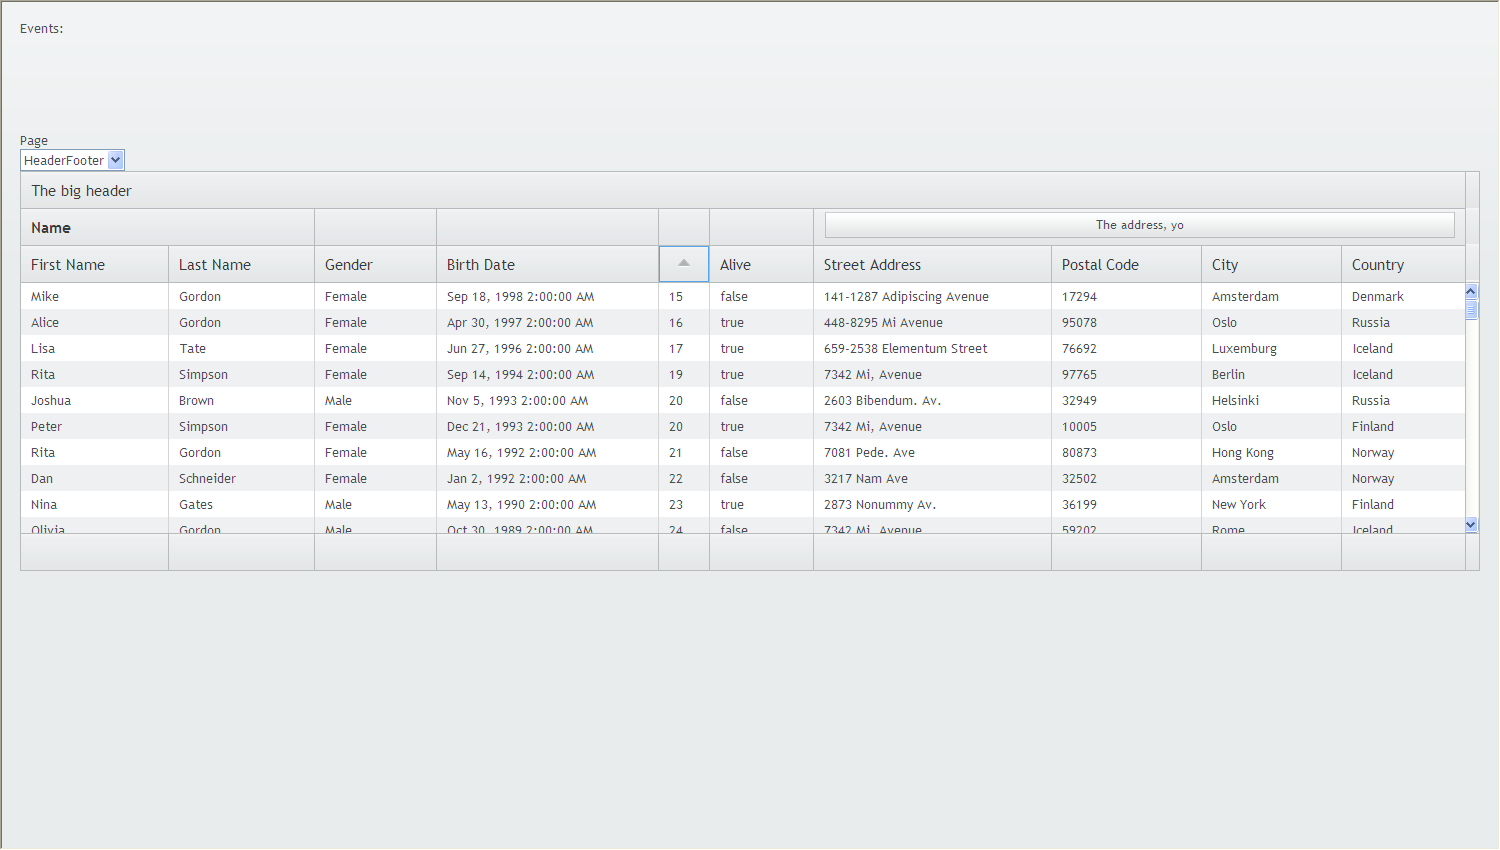 Events:
Page
HeaderFooter
The big header
Name The address, yo
First Name Last Name Gender Birth Date Alive Street Address Postal Code City Country
Mike Gordon Female Sep 18, 1998 2:00:00 AM 15 false 141-1287 Adipiscing Avenue 17294 Amsterdam Denmark
Alice Gordon Female Apr 30, 1997 2:00:00 AM 16 true 448-8295 Mi Avenue 95078 Oslo Russia
Lisa Tate Female Jun 27, 1996 2:00:00 AM 17 true 659-2538 Elementum Street 76692 Luxemburg Iceland
Rita Simpson Female Sep 14, 1994 2:00:00 AM 19 true 7342 Mi, Avenue 97765 Berlin Iceland
Joshua Brown Male Nov 5, 1993 2:00:00 AM 20 false 2603 Bibendum. Av. 32949 Helsinki Russia
Peter Simpson Female Dec 21, 1993 2:00:00 AM 20 true 7342 Mi, Avenue 10005 Oslo Finland
Rita Gordon Female May 16, 1992 2:00:00 AM 21 false 7081 Pede. Ave 80873 Hong Kong Norway
Dan Schneider Female Jan 2, 1992 2:00:00 AM 22 false 3217 Nam Ave 32502 Amsterdam Norway
Nina Gates Male May 13, 1990 2:00:00 AM 23 true 2873 Nonummy Av. 36199 New York Finland
Olivia Gordon Male Oct 30, 1989 2:00:00 AM 24 false 7342 Mi, Avenue 59202 Rome Iceland